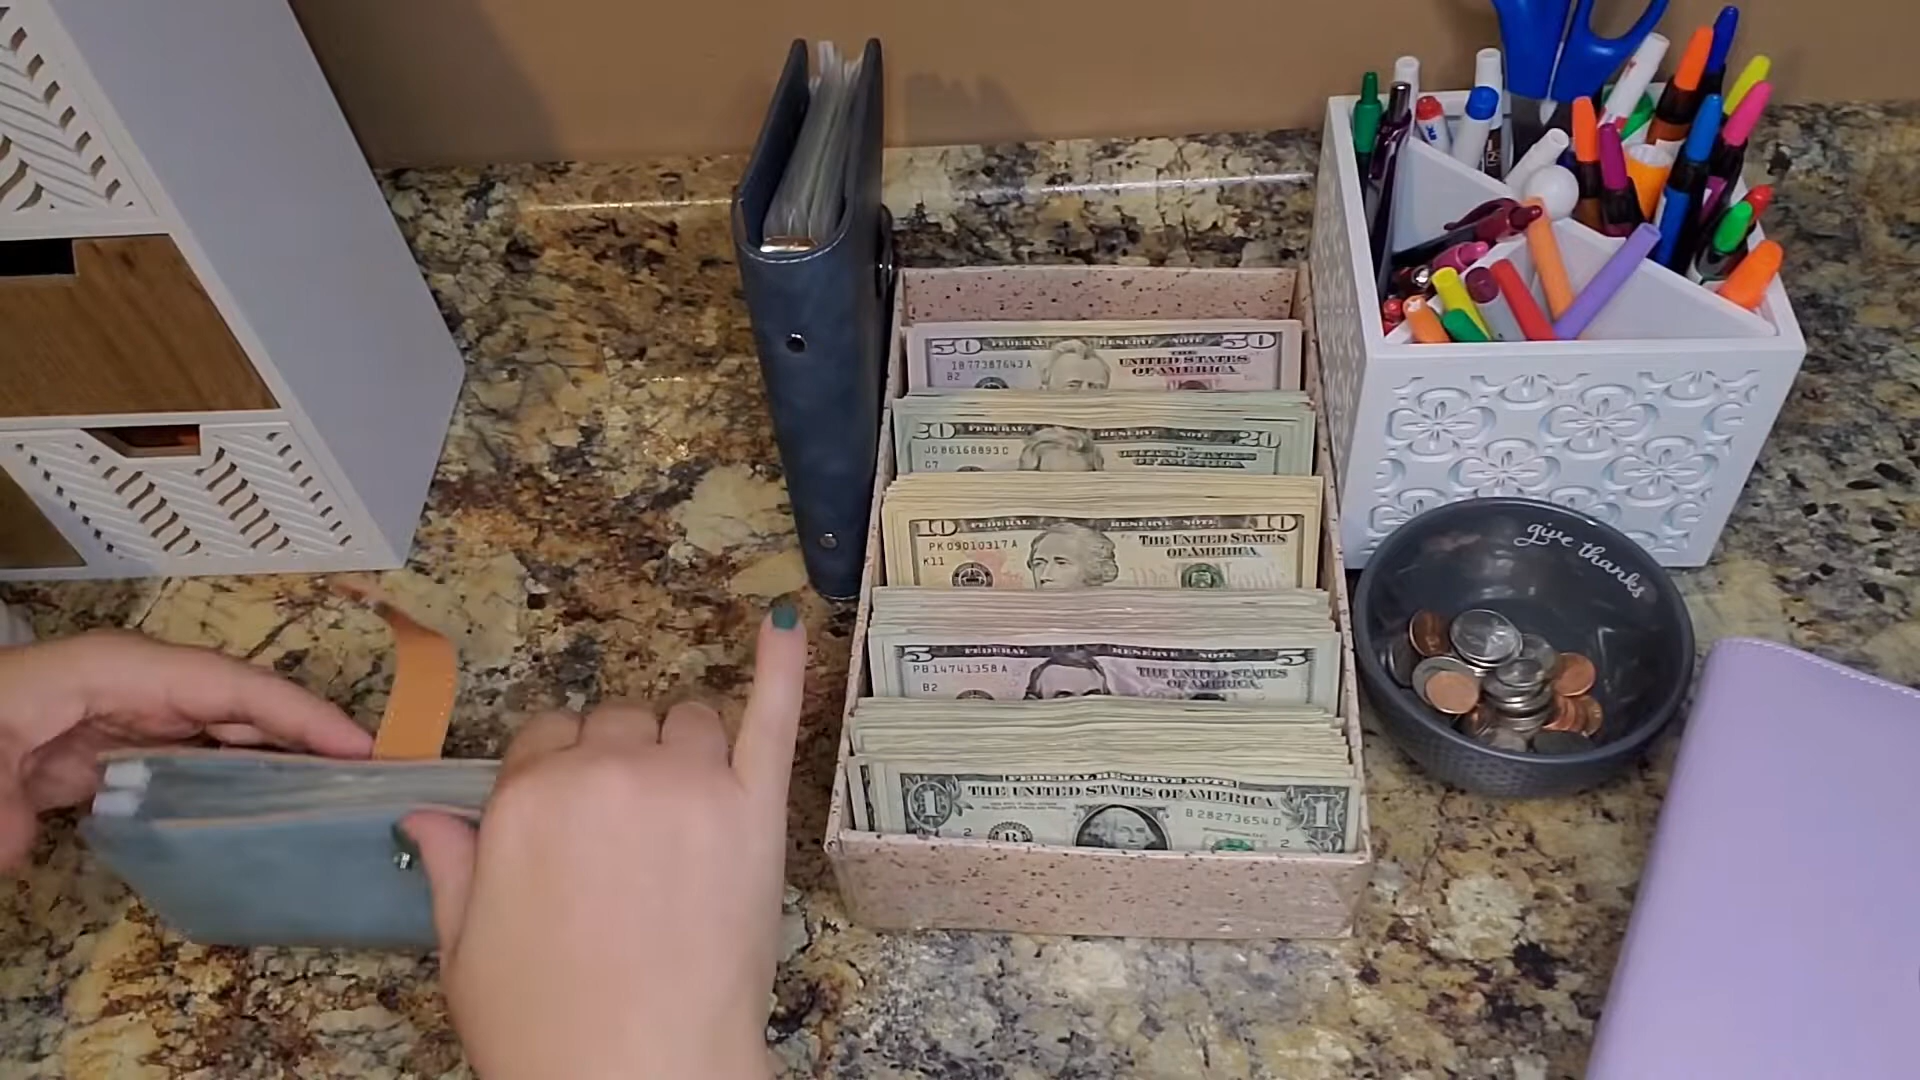 50 FEDERAL RESERVE NOTE 50
IB77387643A
B2
THE
UNITED STATES
OF AMERICA
20 FEDERAL RESERVE NOTE 20
JG86168893C
G7
THE
UNITED STATES
OF AMERICA
10 FEDERAL RESERVE NOTE 10
PK09010317A
K11
THE UNITED STATES
OF AMERICA
5 FEDERAL RESERVE NOTE 5
PB14741358A
B2
THE UNITED STATES
OF AMERICA
FEDERAL RESERVE NOTE
1 THE UNITED STATES OF AMERICA 1
B28273654D
2 B 2
give thanks